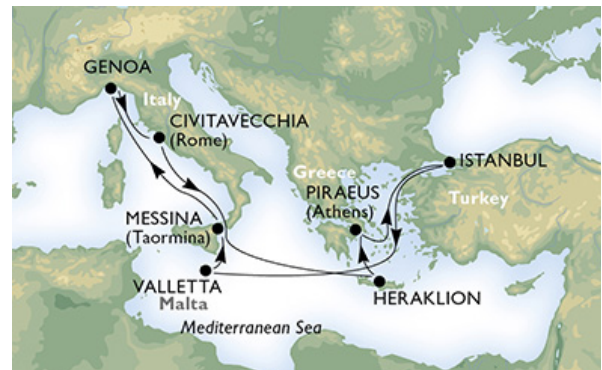 GENOA
Italy
CIVITAVECCHIA
(Rome)
ISTANBUL
Greece
PIRAEUS
(Athens)
Turkey
MESSINA
(Taormina)
VALLETTA
Malta
HERAKLION
Mediterranean Sea